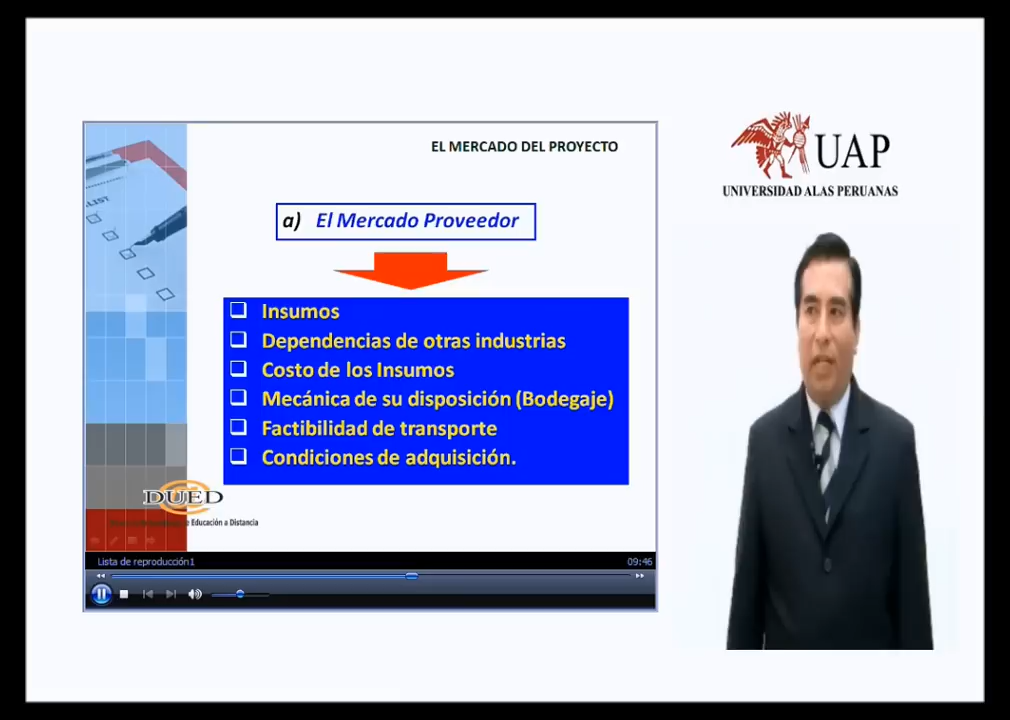 EL MERCADO DEL PROYECTO
a) El Mercado Proveedor
Insumos
Dependencias de otras industrias
Costo de los Insumos
Mecánica de su disposición (Bodegaje)
Factibilidad de transporte
Condiciones de adquisición.
LIST
DUED
e Educación a Distancia
Lista de reproducción1
09:46
UAP
UNIVERSIDAD ALAS PERUANAS